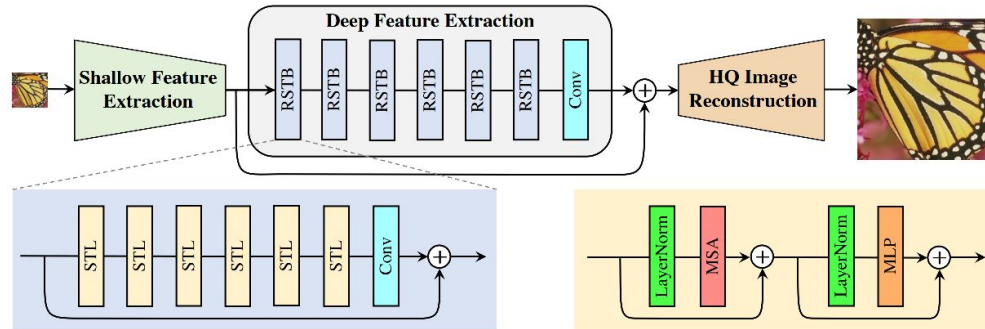 Deep Feature Extraction
Shallow Feature
Extraction
RSTB
RSTB
RSTB
RSTB
RSTB
RSTB
Conv
+
HQ Image
Reconstruction
STL
STL
STL
STL
STL
STL
Conv
+
LayerNorm
MSA
+
LayerNorm
MLP
+